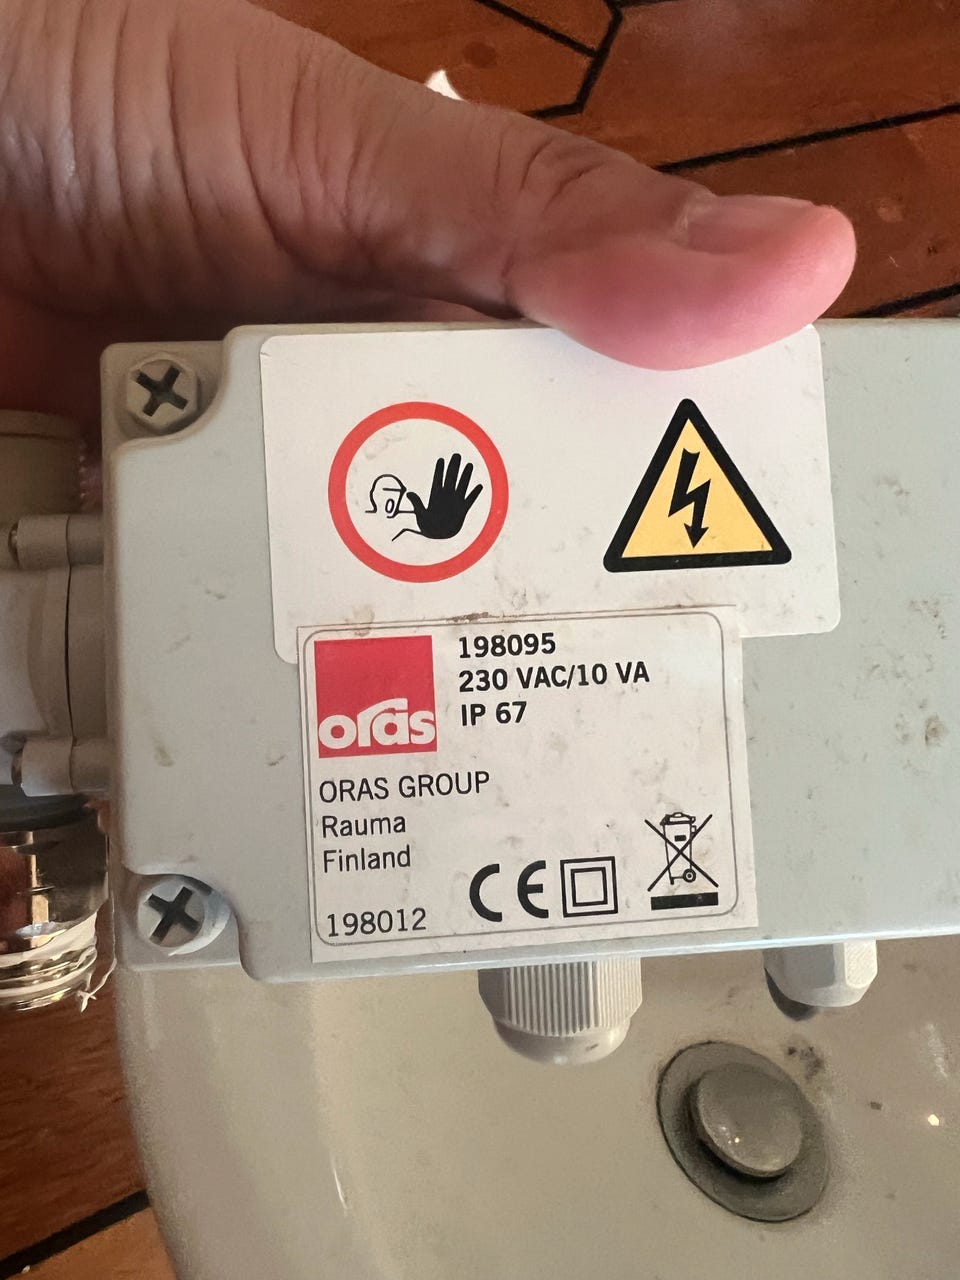 198095
230 VAC/10 VA
IP 67
oras
ORAS GROUP
Rauma
Finland
198012
CE